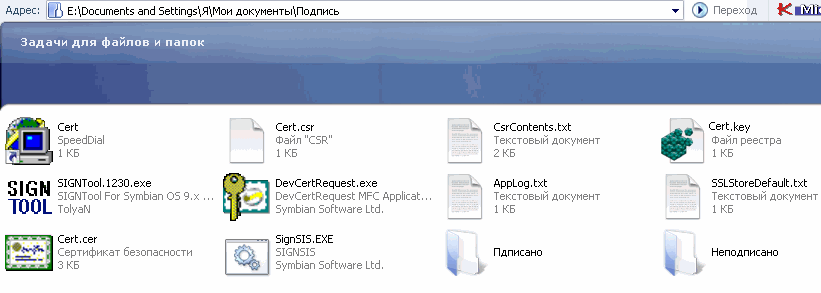 Адрес: E:\Documents and Settings\Я\Мои документы\Подпись Переход
Задачи для файлов и папок
Cert
SpeedDial
1 КБ
Cert.csr
Файл "CSR"
1 КБ
CsrContents.txt
Текстовый документ
2 КБ
Cert.key
Файл реестра
1 КБ
SIGN TOOL
SIGNTool.1230.exe
SIGNTool For Symbian OS 9.x ...
TolyaN
DevCertRequest.exe
DevCertRequest MFC Applicat...
Symbian Software Ltd.
AppLog.txt
Текстовый документ
1 КБ
SSLStoreDefault.txt
Текстовый документ
1 КБ
Cert.cer
Сертификат безопасности
3 КБ
SignSIS.EXE
SIGNSIS
Symbian Software Ltd.
Пдписано
Неподписано